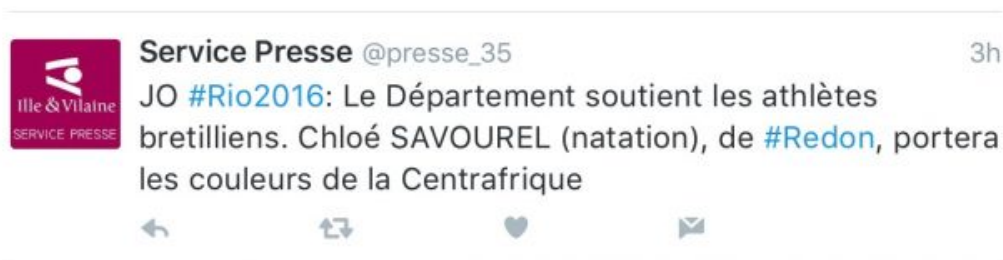 Service Presse @presse_35 3h
Ille & Vilaine
SERVICE PRESSE
JO #Rio2016: Le Département soutient les athlètes
bretilliens. Chloé SAVOUREL (natation), de #Redon, portera
les couleurs de la Centrafrique